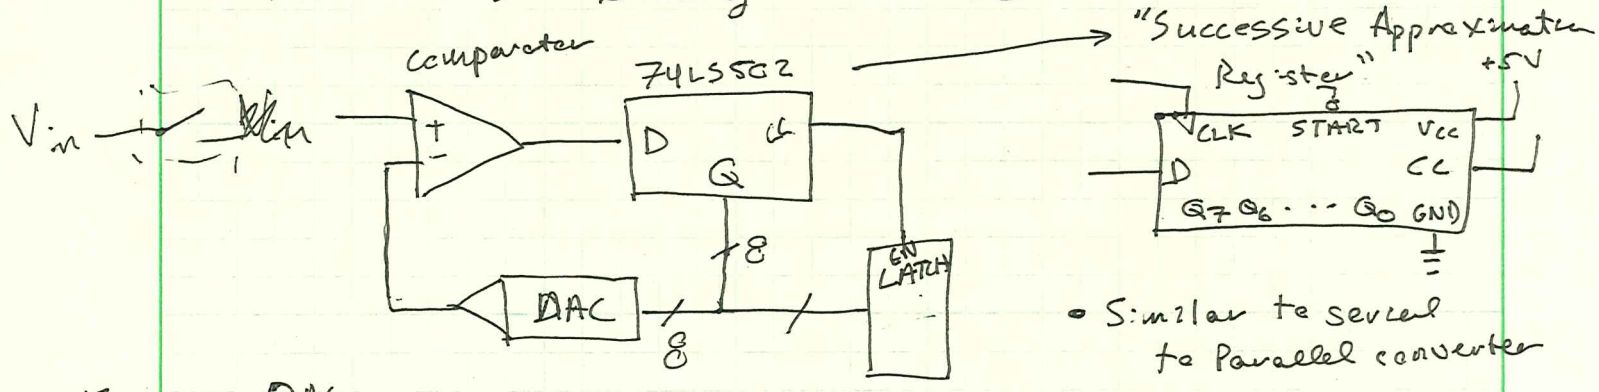 "Successive Approximation
Register"
comparator
74LS502
+5V
Vin
+
-
D
CC
Q
CLK
START
VCC
D
CC
Q7 Q6 ... Q0 GND
8
EN
LATCH
DAC
8
• Similar to serial
to Parallel converter